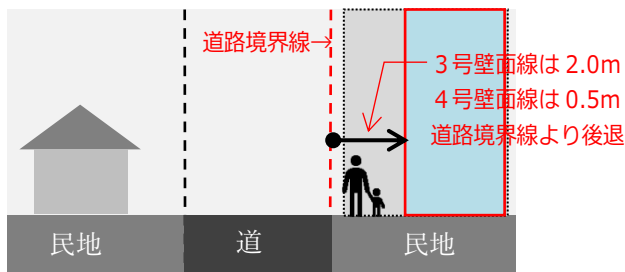 道路境界線→
３号壁面線は 2.0m
４号壁面線は 0.5m
道路境界線より後退
民地
道
民地